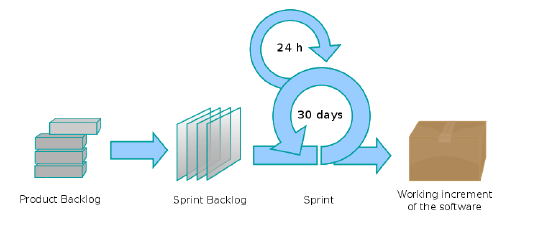 24 h
30 days
Product Backlog
Sprint Backlog
Sprint
Working increment
of the software